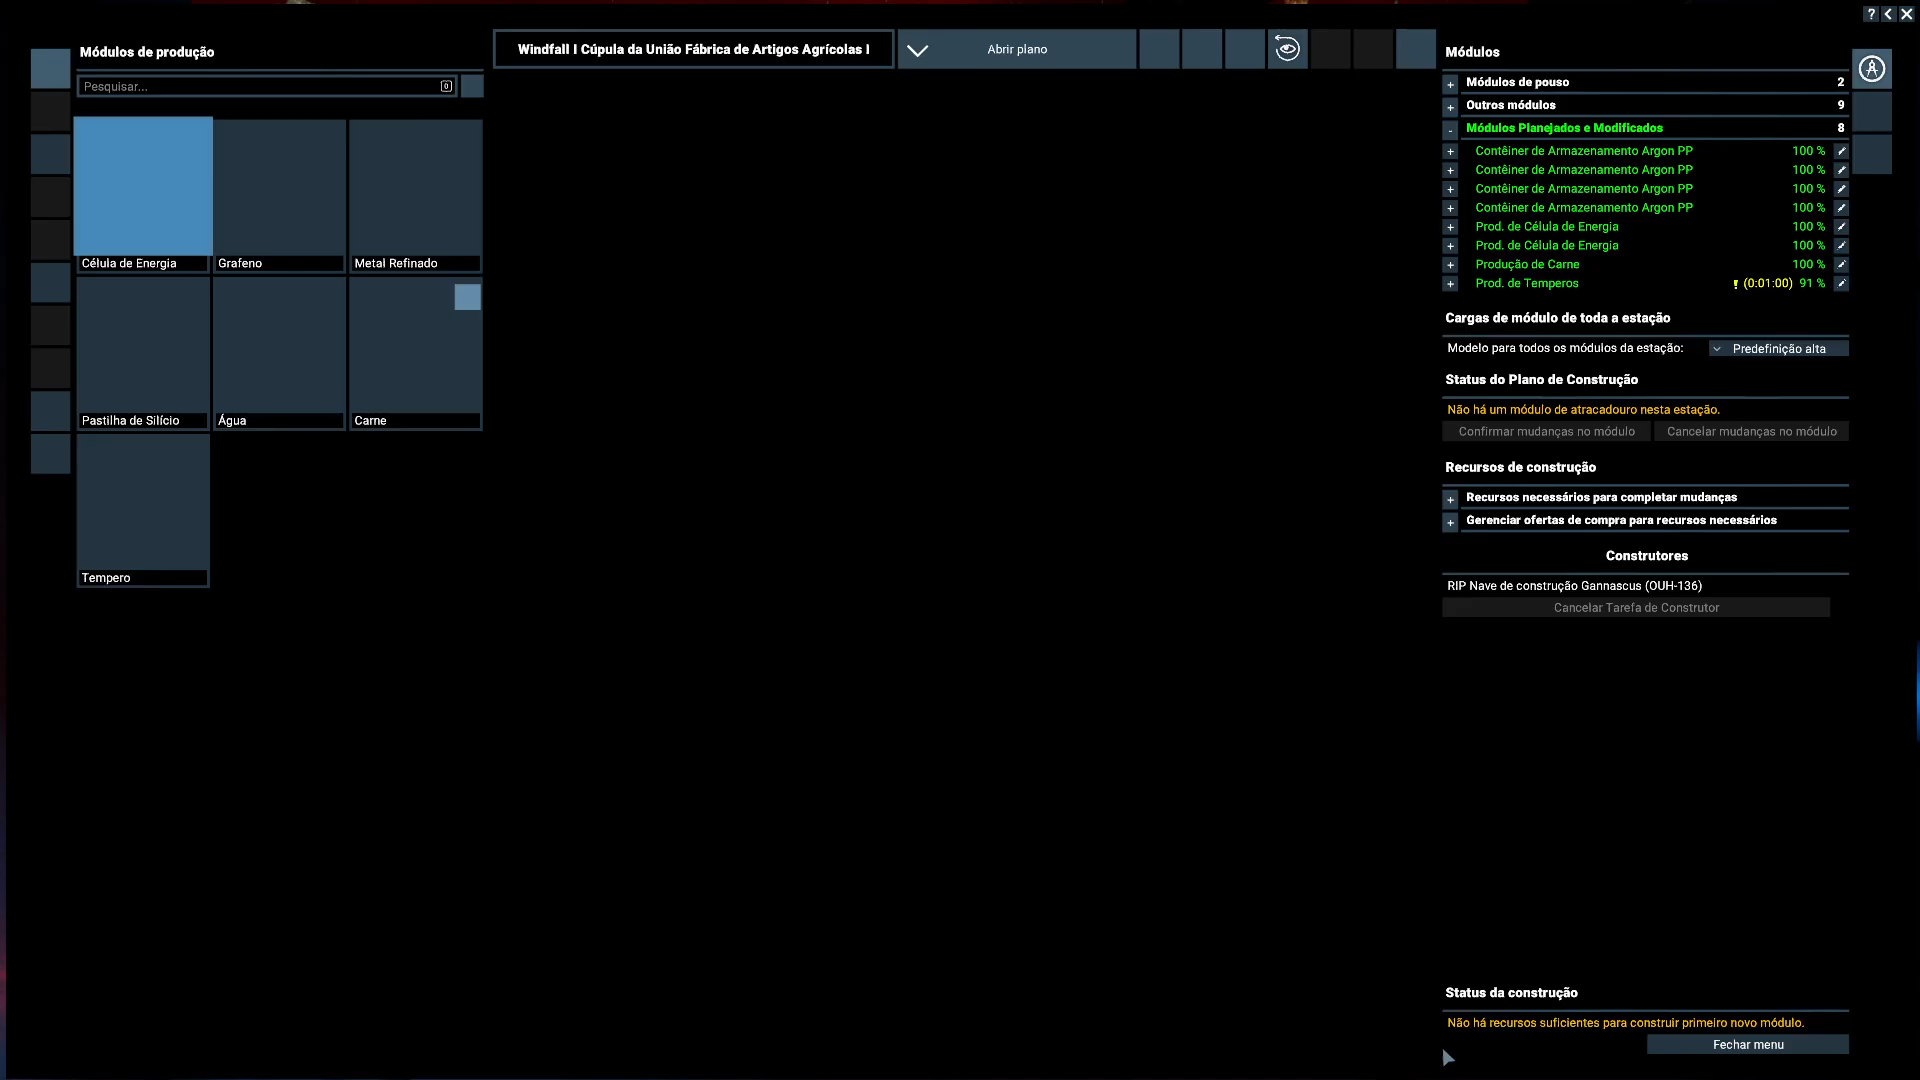 ? < X
Módulos de produção
Pesquisar...
Windfall I Cúpula da União Fábrica de Artigos Agrícolas I
Abrir plano
Célula de Energia
Grafeno
Metal Refinado
Pastilha de Silício
Água
Carne
Tempero
Módulos
+ Módulos de pouso 2
+ Outros módulos 9
- Módulos Planejados e Modificados 8
+ Contêiner de Armazenamento Argon PP 100 %
+ Contêiner de Armazenamento Argon PP 100 %
+ Contêiner de Armazenamento Argon PP 100 %
+ Contêiner de Armazenamento Argon PP 100 %
+ Prod. de Célula de Energia 100 %
+ Prod. de Célula de Energia 100 %
+ Produção de Carne 100 %
+ Prod. de Temperos ! (0:01:00) 91 %
Cargas de módulo de toda a estação
Modelo para todos os módulos da estação: Predefinição alta
Status do Plano de Construção
Não há um módulo de atracadouro nesta estação.
Confirmar mudanças no módulo Cancelar mudanças no módulo
Recursos de construção
+ Recursos necessários para completar mudanças
+ Gerenciar ofertas de compra para recursos necessários
Construtores
RIP Nave de construção Gannascus (OUH-136)
Cancelar Tarefa de Construtor
Status da construção
Não há recursos suficientes para construir primeiro novo módulo.
Fechar menu